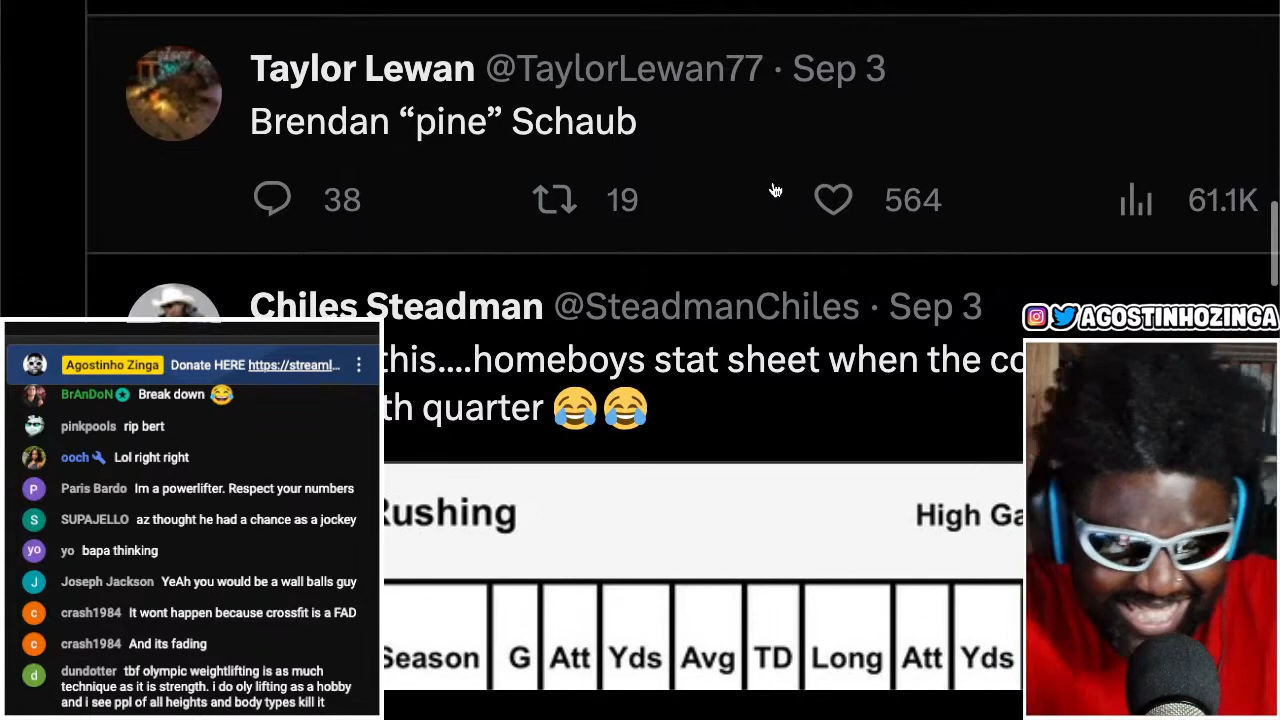 Taylor Lewan @TaylorLewan77 · Sep 3
Brendan “pine” Schaub
38 19 564 61.1K
Chiles Steadman @SteadmanChiles · Sep 3
this....homeboys stat sheet when the co
th quarter 😂😂
Rushing High Ga
Season G Att Yds Avg TD Long Att Yds
Agostinho Zinga Donate HERE https://streaml...
BrAnDoN Break down 😂
pinkpools rip bert
ooch Lol right right
P Paris Bardo Im a powerlifter. Respect your numbers
S SUPAJELLO az thought he had a chance as a jockey
yo yo bapa thinking
J Joseph Jackson YeAh you would be a wall balls guy
c crash1984 It wont happen because crossfit is a FAD
c crash1984 And its fading
d dundotter tbf olympic weightlifting is as much
technique as it is strength. i do oly lifting as a hobby
and i see ppl of all heights and body types kill it
AGOSTINHOZINGA